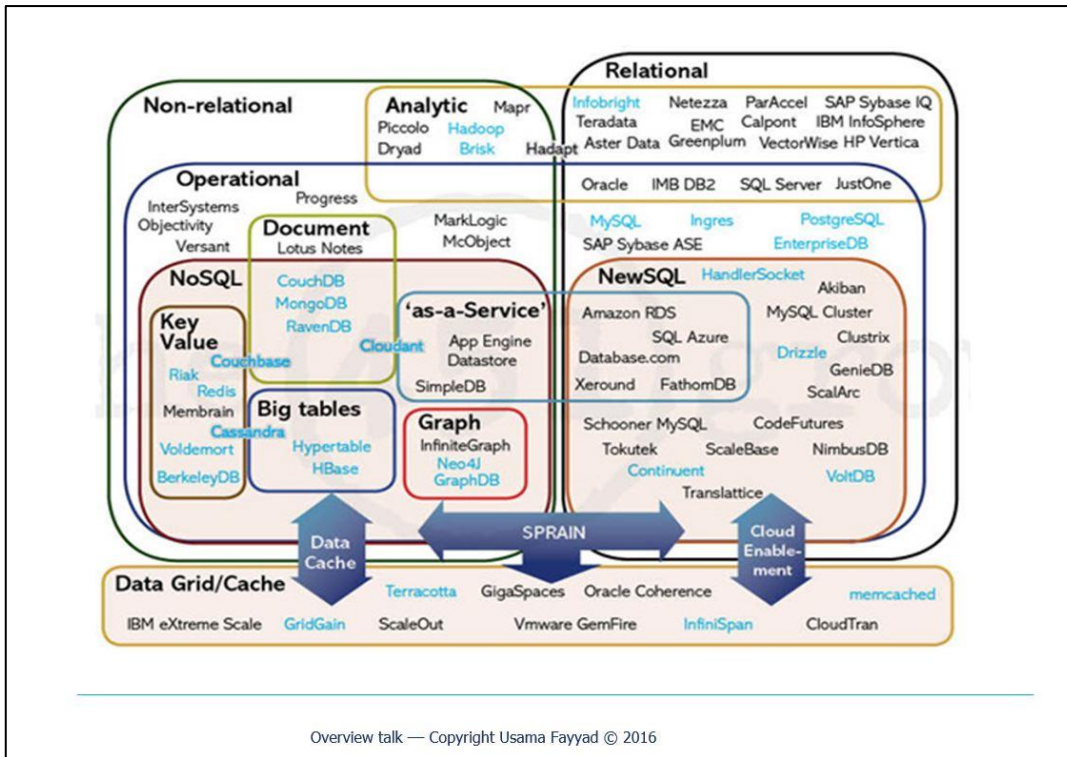 Relational
Non-relational
Analytic
Mapr
Piccolo
Hadoop
Dryad
Brisk
Hadapt
Infobright Netezza ParAccel SAP Sybase IQ
Teradata EMC Calpont IBM InfoSphere
Aster Data Greenplum VectorWise HP Vertica
Operational
Oracle IMB DB2 SQL Server JustOne
InterSystems
Objectivity
Versant
Progress
Document
Lotus Notes
MarkLogic
McObject
MySQL Ingres PostgreSQL
SAP Sybase ASE EnterpriseDB
NoSQL
CouchDB
MongoDB
RavenDB
Key
Value
Couchbase
Cloudant
Riak
Redis
Membrain
Cassandra
Voldemort
BerkeleyDB
Big tables
Hypertable
HBase
'as-a-Service'
App Engine
Datastore
SimpleDB
Graph
InfiniteGraph
Neo4J
GraphDB
NewSQL HandlerSocket
Amazon RDS
SQL Azure
Database.com
Xeround FathomDB
Akiban
MySQL Cluster
Clustrix
Drizzle
GenieDB
ScalArc
Schooner MySQL CodeFutures
Tokutek ScaleBase NimbusDB
Continuent VoltDB
Translattice
Data
Cache
SPRAIN
Cloud
Enable-
ment
Data Grid/Cache
Terracotta GigaSpaces Oracle Coherence memcached
IBM eXtreme Scale GridGain ScaleOut Vmware GemFire InfiniSpan CloudTran
Overview talk — Copyright Usama Fayyad © 2016